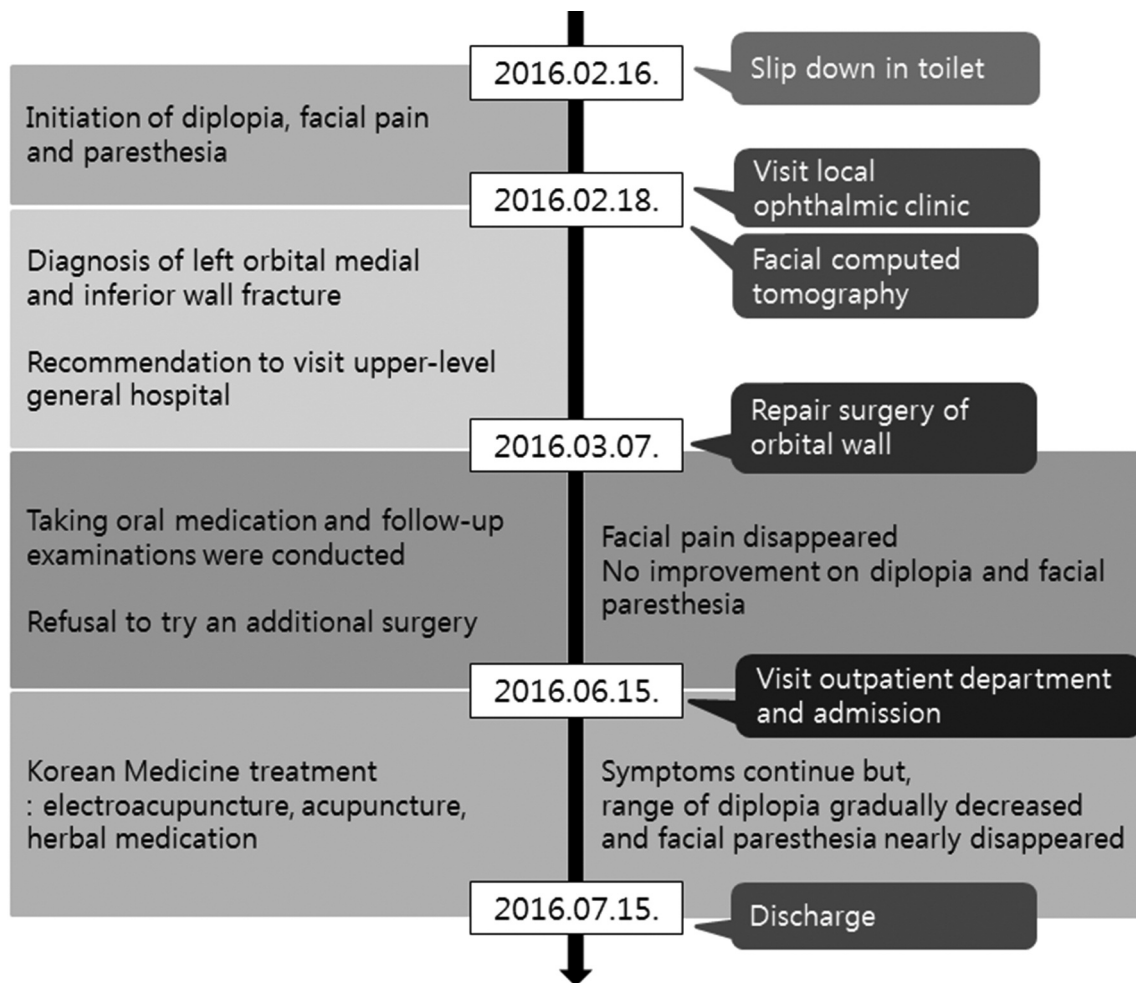 2016.02.16.
Slip down in toilet
Initiation of diplopia, facial pain
and paresthesia
2016.02.18.
Visit local
ophthalmic clinic
Facial computed
tomography
Diagnosis of left orbital medial
and inferior wall fracture
Recommendation to visit upper-level
general hospital
2016.03.07.
Repair surgery of
orbital wall
Taking oral medication and follow-up
examinations were conducted
Refusal to try an additional surgery
Facial pain disappeared
No improvement on diplopia and facial
paresthesia
2016.06.15.
Visit outpatient department
and admission
Korean Medicine treatment
: electroacupuncture, acupuncture,
herbal medication
Symptoms continue but,
range of diplopia gradually decreased
and facial paresthesia nearly disappeared
2016.07.15.
Discharge